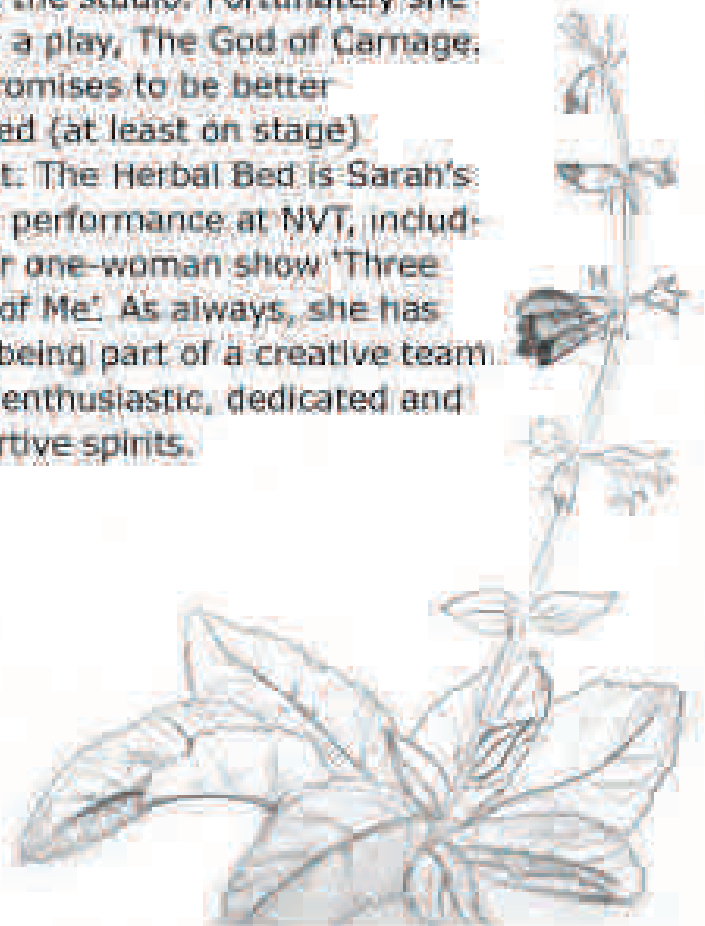 the studio. Fortunately she
a play, The God of Carnage.
omises to be better
ed (at least on stage)
t. The Herbal Bed is Sarah's
performance at NVT, includ-
r one-woman show 'Three
of Me'. As always, she has
being part of a creative team
enthusiastic, dedicated and
rtive spirits.